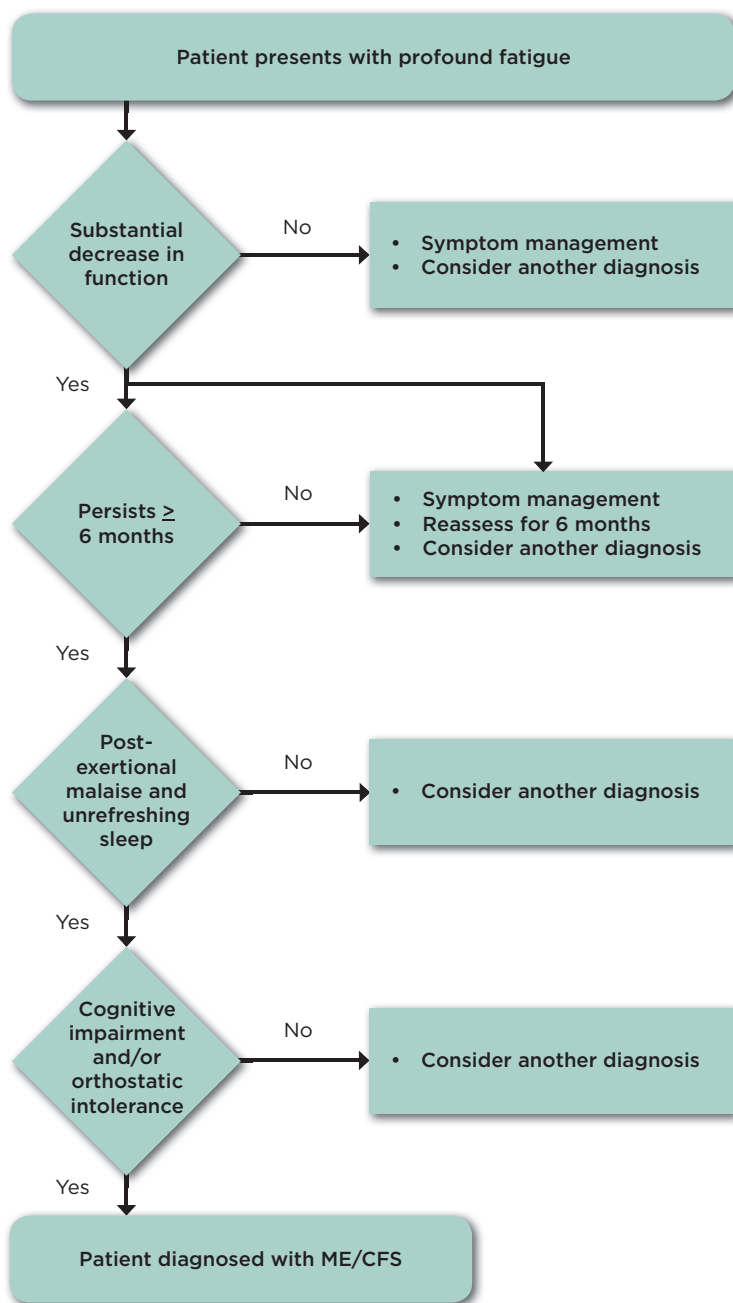 Patient presents with profound fatigue
Substantial
decrease in
function
No
• Symptom management
• Consider another diagnosis
Yes
Persists ≥
6 months
No
• Symptom management
• Reassess for 6 months
• Consider another diagnosis
Yes
Post-
exertional
malaise and
unrefreshing
sleep
No
• Consider another diagnosis
Yes
Cognitive
impairment
and/or
orthostatic
intolerance
No
• Consider another diagnosis
Yes
Patient diagnosed with ME/CFS